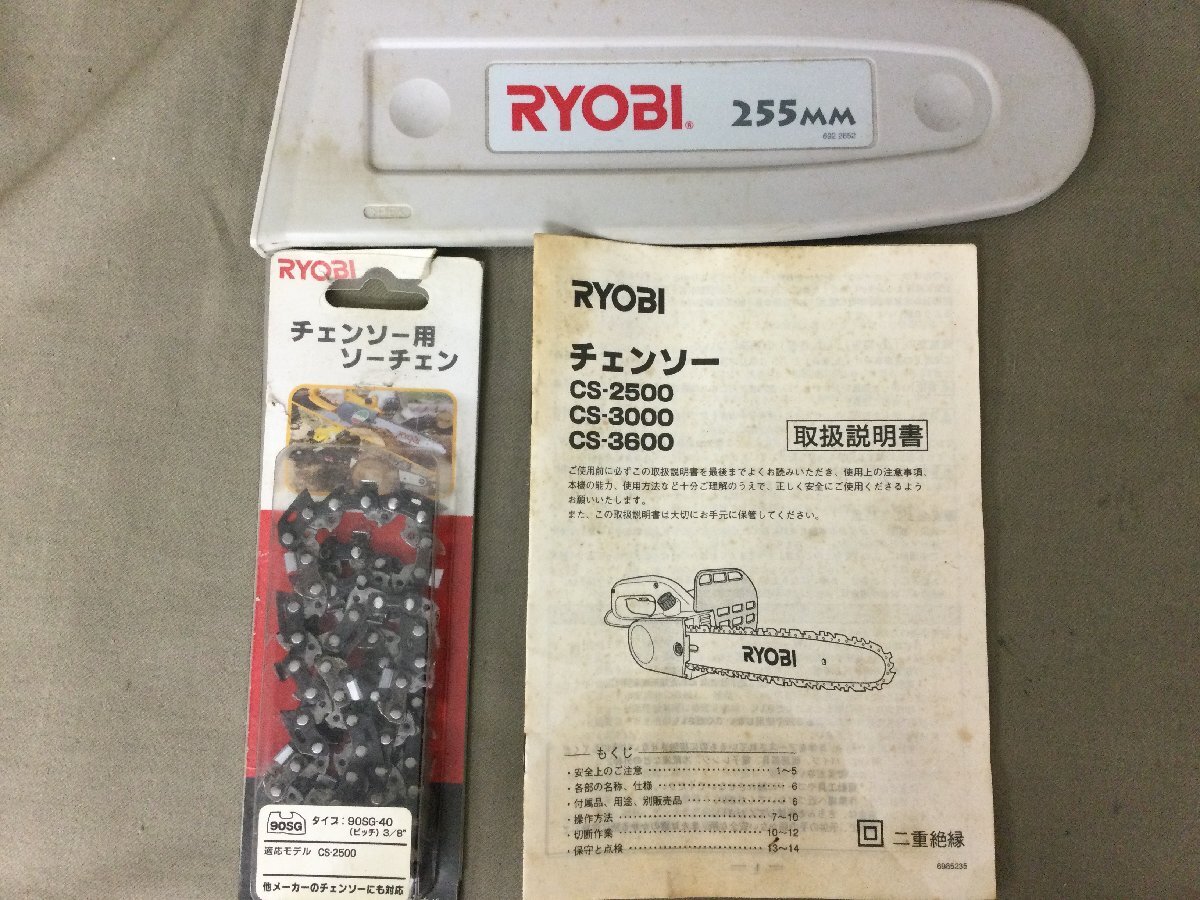 RYOBI® 255MM
692 2652
RYOBI
チェンソー用
ソーチェン
90SG
タイプ：90SG-40
(ピッチ) 3/8"
適応モデル CS-2500
他メーカーのチェンソーにも対応
RYOBI
チェンソー
CS-2500
CS-3000
CS-3600
取扱説明書
ご使用前に必ずこの取扱説明書を最後までよくお読みいただき、使用上の注意事項、
本機の能力、使用方法など十分ご理解のうえで、正しく安全にご使用くださるよう
お願いいたします。
また、この取扱説明書は大切にお手元に保管してください。
RYOBI 3
もくじ
・安全上のご注意 1～5
・各部の名称、仕様 6
・付属品、用途、別販売品 6
・操作方法 7～10
・切断作業 10～12
・保守と点検 13～14
二重絶縁
6985235